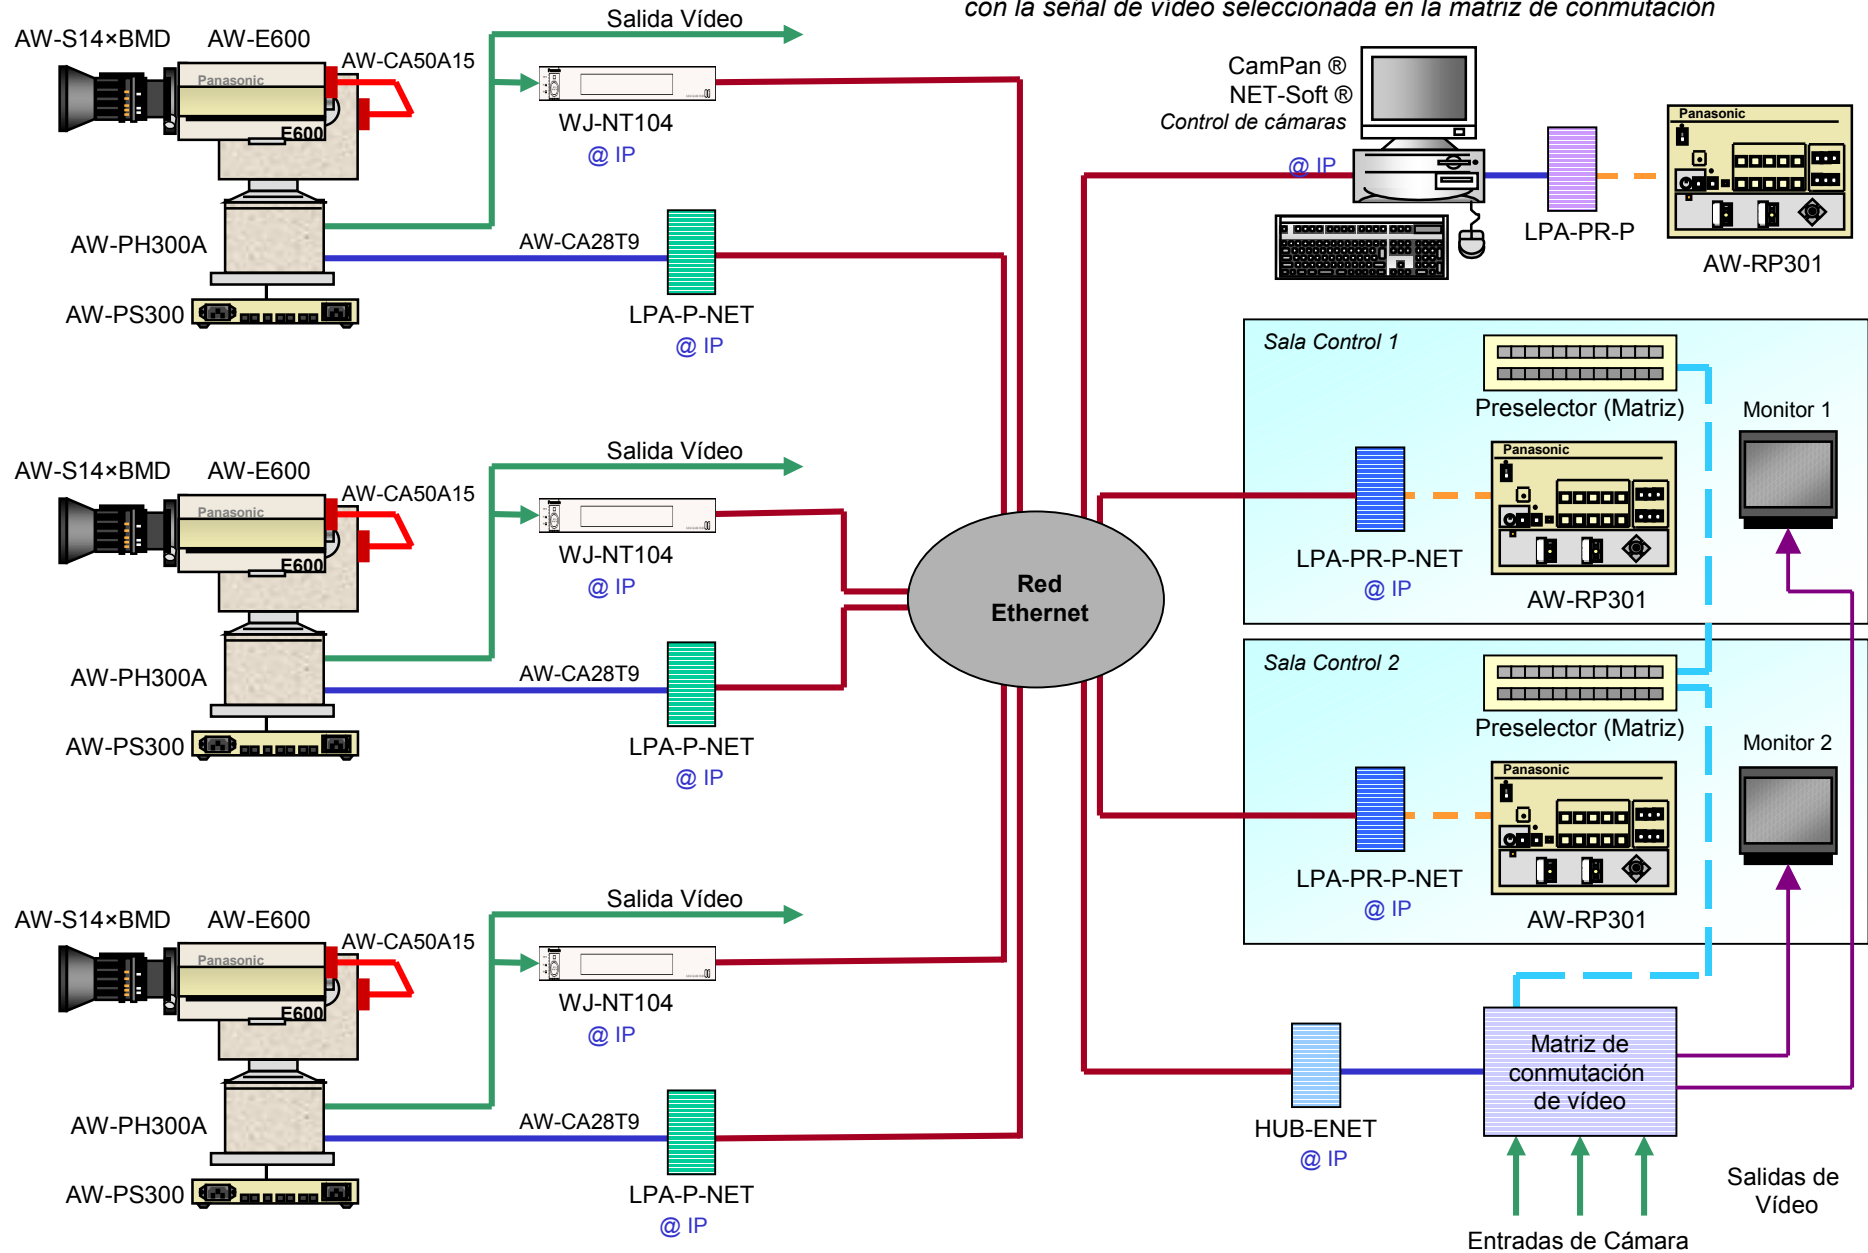 con la señal de vídeo seleccionada en la matriz de conmutación
Salida Vídeo
AW-S14×BMD
AW-E600
AW-CA50A15
Panasonic
E600
WJ-NT104
@ IP
AW-PH300A
AW-CA28T9
AW-PS300
LPA-P-NET
@ IP
Salida Vídeo
AW-S14×BMD
AW-E600
AW-CA50A15
Panasonic
E600
WJ-NT104
@ IP
AW-PH300A
AW-CA28T9
AW-PS300
LPA-P-NET
@ IP
Salida Vídeo
AW-S14×BMD
AW-E600
AW-CA50A15
Panasonic
E600
WJ-NT104
@ IP
AW-PH300A
AW-CA28T9
AW-PS300
LPA-P-NET
@ IP
Red
Ethernet
CamPan ®
NET-Soft ®
Control de cámaras
@ IP
LPA-PR-P
Panasonic
AW-RP301
Sala Control 1
Preselector (Matriz)
Monitor 1
Panasonic
LPA-PR-P-NET
@ IP
AW-RP301
Sala Control 2
Preselector (Matriz)
Monitor 2
Panasonic
LPA-PR-P-NET
@ IP
AW-RP301
HUB-ENET
@ IP
Matriz de
conmutación
de vídeo
Salidas de
Vídeo
Entradas de Cámara